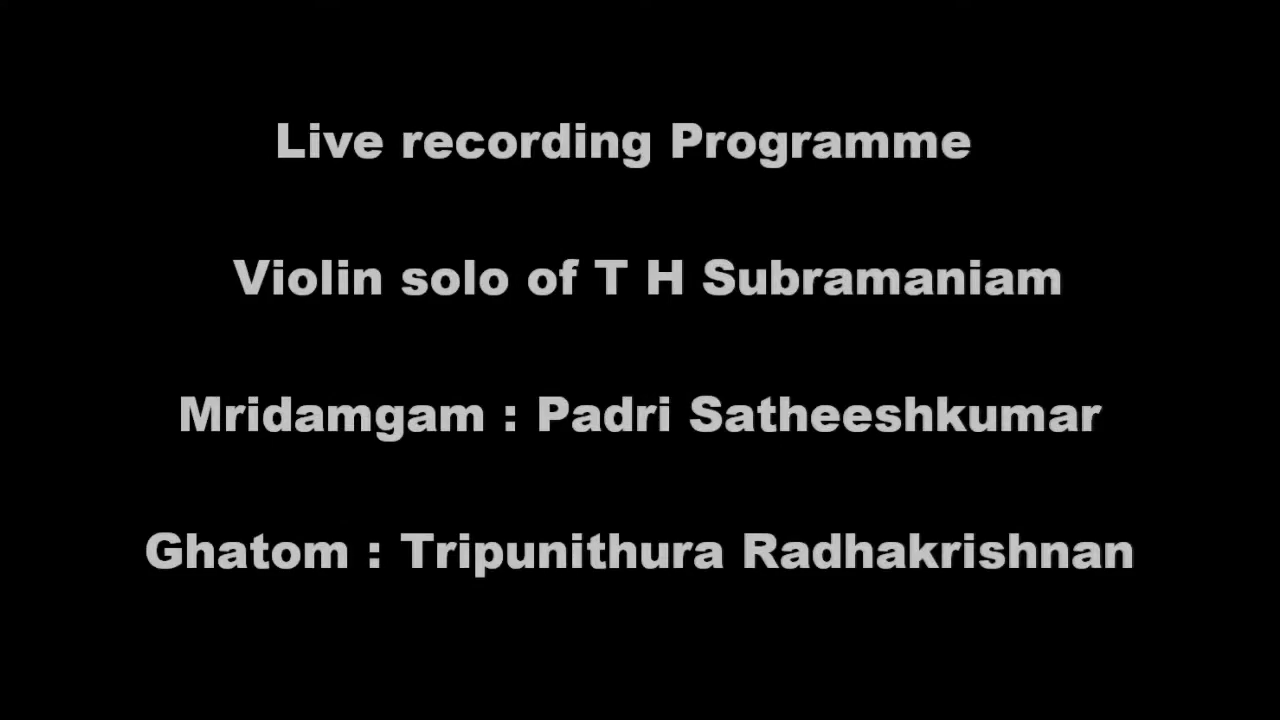 Live recording Programme
Violin solo of T H Subramaniam
Mridamgam : Padri Satheeshkumar
Ghatom : Tripunithura Radhakrishnan